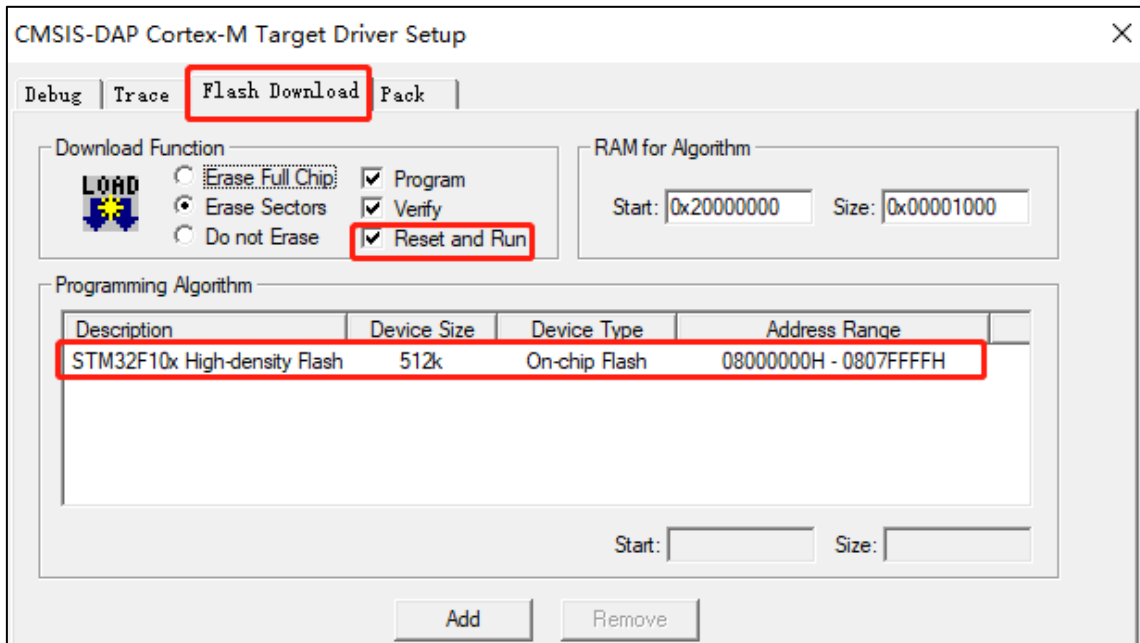 CMSIS-DAP Cortex-M Target Driver Setup
Debug Trace Flash Download Pack
Download Function
LOAD
Erase Full Chip
Erase Sectors
Do not Erase
Program
Verify
Reset and Run
RAM for Algorithm
Start: 0x20000000 Size: 0x00001000
Programming Algorithm
Description Device Size Device Type Address Range
STM32F10x High-density Flash 512k On-chip Flash 08000000H - 0807FFFFH
Start: Size:
Add Remove